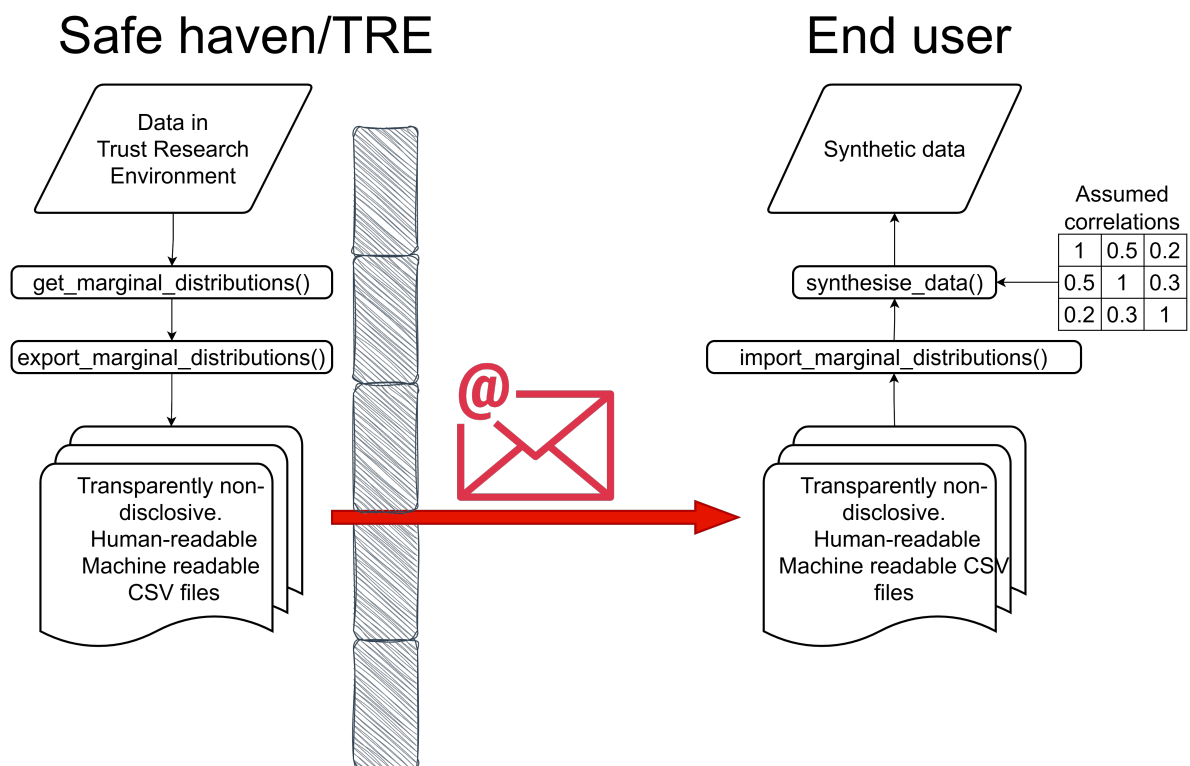 Safe haven/TRE
End user
Data in
Trust Research
Environment
get_marginal_distributions()
export_marginal_distributions()
Transparently non-
disclosive.
Human-readable
Machine readable
CSV files
@
Synthetic data
Assumed
correlations
1 0.5 0.2
0.5 1 0.3
0.2 0.3 1
synthesise_data()
import_marginal_distributions()
Transparently non-
disclosive.
Human-readable
Machine readable CSV
files